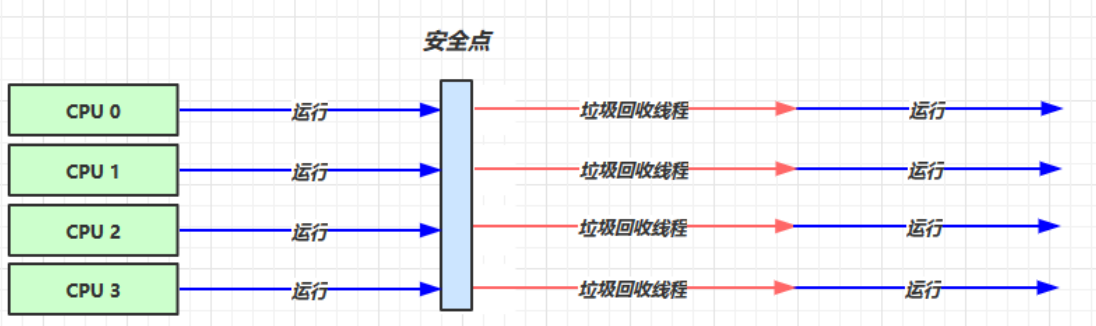 安全点
CPU 0 运行 垃圾回收线程 运行
CPU 1 运行 垃圾回收线程 运行
CPU 2 运行 垃圾回收线程 运行
CPU 3 运行 垃圾回收线程 运行